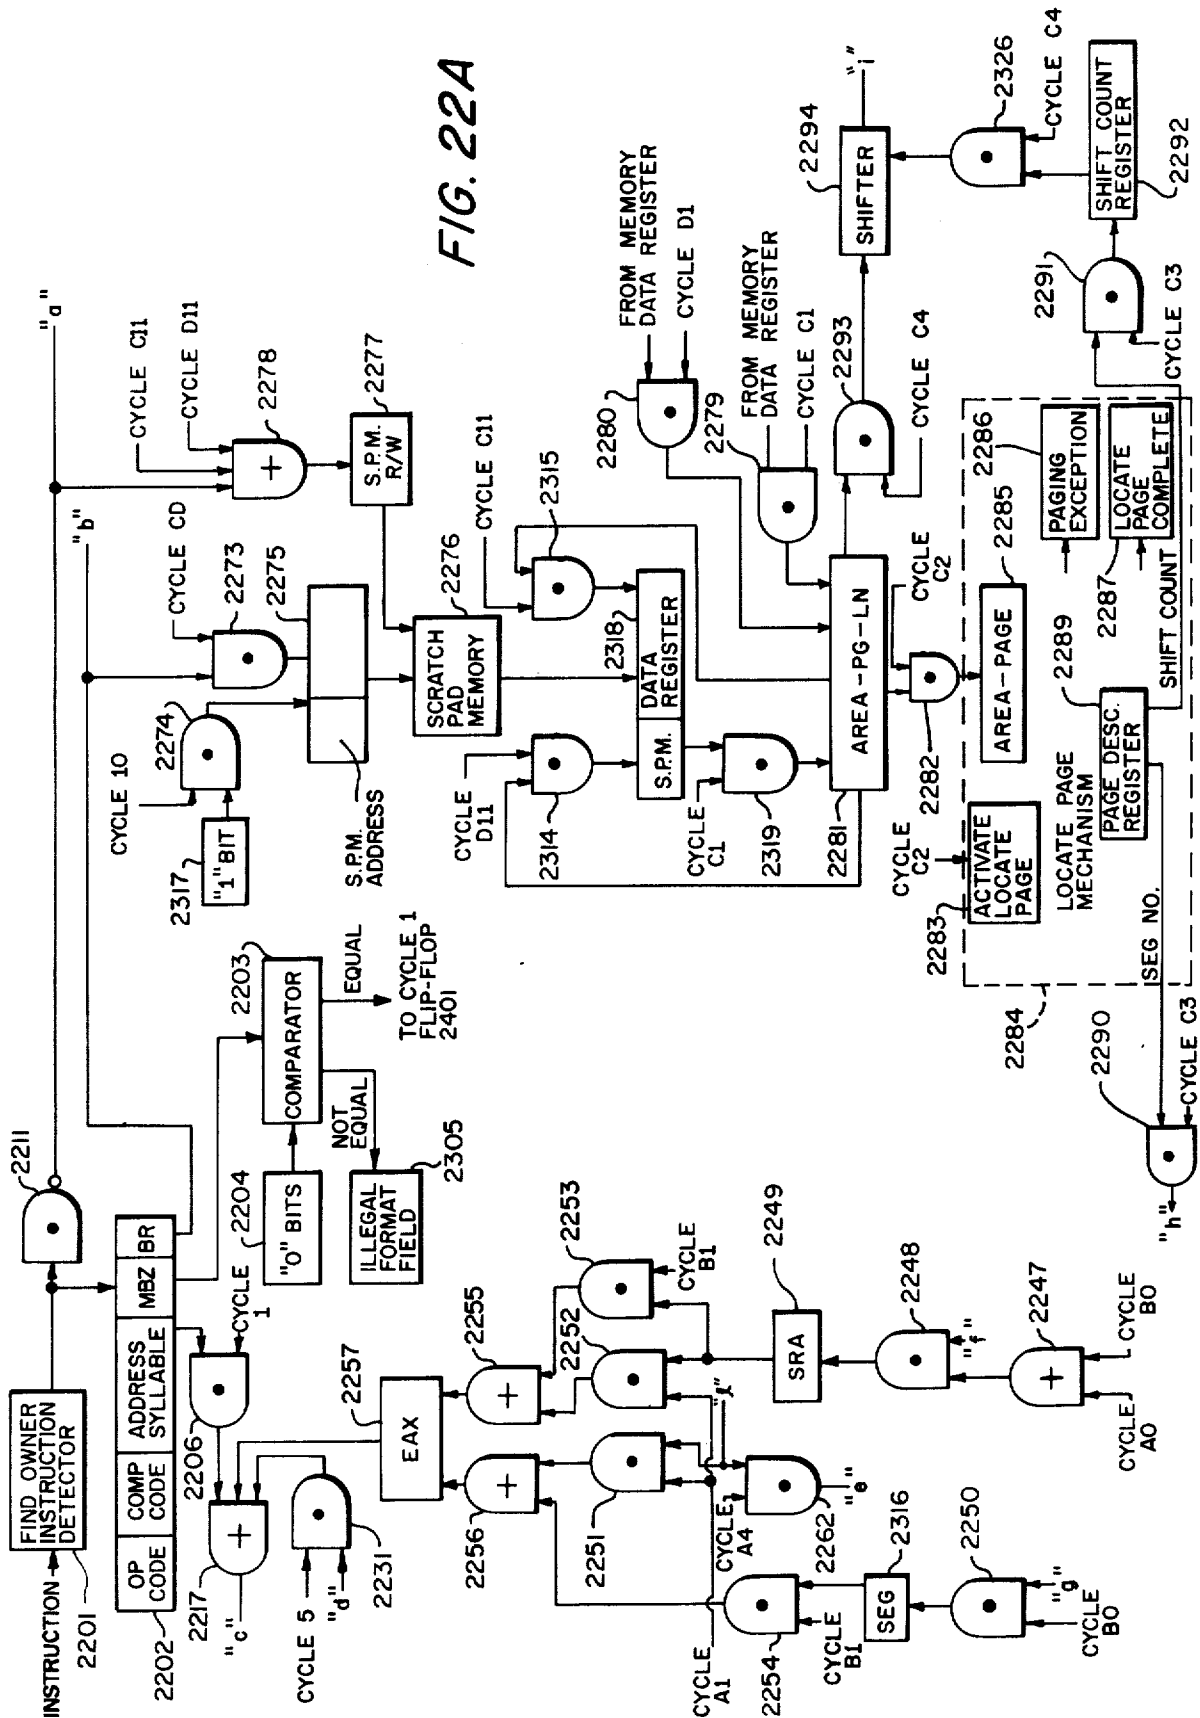 FIG. 22A
INSTRUCTION
FIND OWNER
INSTRUCTION
DETECTOR
2201
2211
"a"
"b"
OP
CODE
COMP
CODE
ADDRESS
SYLLABLE
MBZ
BR
2202
2206
CYCLE
1
2217
"c"
CYCLE 5
"d"
2231
2204
"O" BITS
2203
COMPARATOR
EQUAL
TO CYCLE 1
FLIP-FLOP
2401
NOT
EQUAL
ILLEGAL
FORMAT
FIELD
2305
CYCLE 10
2317
"1" BIT
2274
CYCLE CD
2273
2275
S.P.M.
ADDRESS
CYCLE C11
CYCLE D11
2278
2277
S.P.M.
R/W
SCRATCH
PAD
MEMORY
2276
CYCLE
D11
2314
CYCLE C11
2315
2318
S.P.M.
DATA
REGISTER
CYCLE
C1
2319
FROM MEMORY
DATA REGISTER
CYCLE D1
2280
FROM MEMORY
DATA REGISTER
CYCLE C1
2279
AREA-PG-LN
2281
2293
CYCLE C4
2294
SHIFTER
"i"
2326
CYCLE C4
SHIFT COUNT
REGISTER
2292
2291
CYCLE C3
CYCLE
C2
2282
CYCLE
C2
2283
ACTIVATE
LOCATE
PAGE
AREA-PAGE
2285
2286
PAGING
EXCEPTION
2287
LOCATE
PAGE
COMPLETE
LOCATE PAGE
MECHANISM
2289
PAGE DESC.
REGISTER
SHIFT COUNT
SEG NO.
2284
2290
CYCLE C3
"h"
EAX
2257
2255
2256
2253
2252
2251
CYCLE
B1
2249
SRA
2248
"f"
2247
CYCLE
A0
CYCLE
B0
"ℓ"
CYCLE
A4
2262
"e"
CYCLE
A1
2254
CYCLE
B1
2316
SEG
2250
"g"
CYCLE
B0